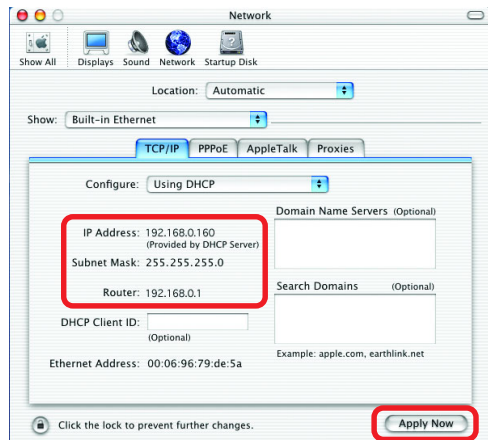 Network
Show All Displays Sound Network Startup Disk
Location: Automatic
Show: Built-in Ethernet
TCP/IP PPPoE AppleTalk Proxies
Configure: Using DHCP
Domain Name Servers (Optional)
IP Address: 192.168.0.160
(Provided by DHCP Server)
Subnet Mask: 255.255.255.0
Router: 192.168.0.1
Search Domains (Optional)
DHCP Client ID:
(Optional)
Example: apple.com, earthlink.net
Ethernet Address: 00:06:96:79:de:5a
Click the lock to prevent further changes.
Apply Now